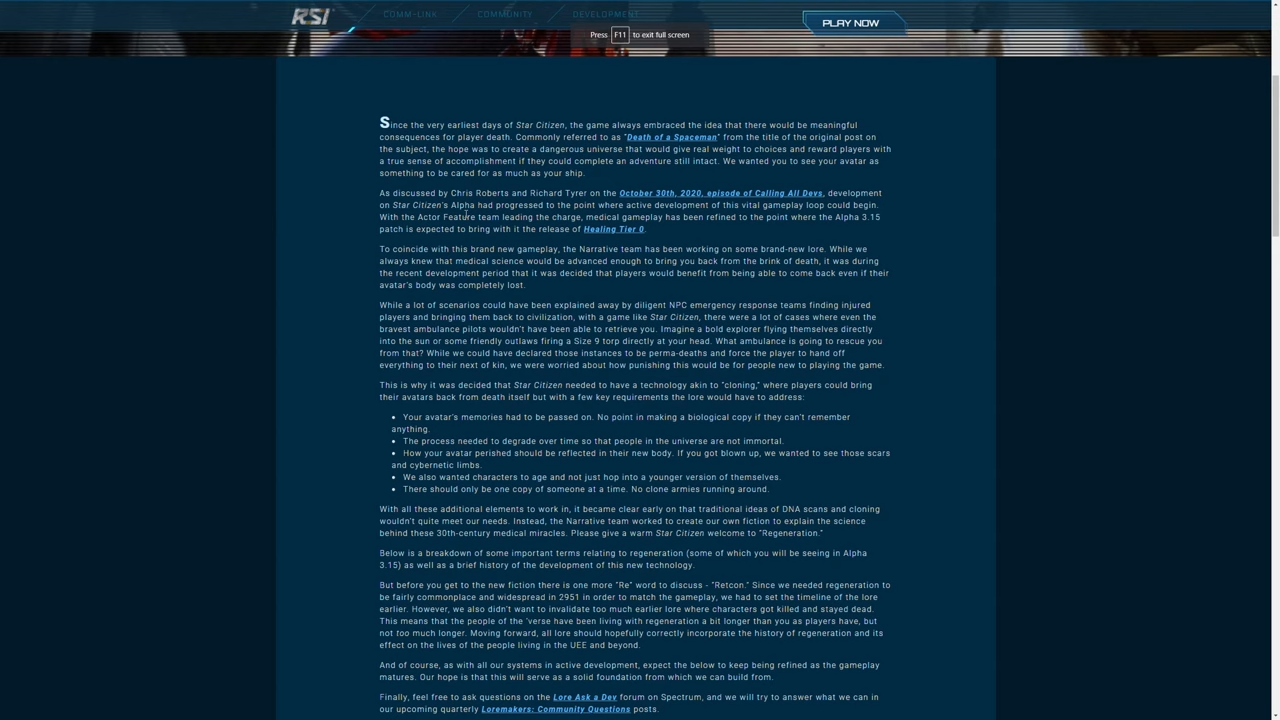 RSI COMM-LINK COMMUNITY DEVELOPMENT PLAY NOW
Press F11 to exit full screen
Since the very earliest days of Star Citizen, the game always embraced the idea that there would be meaningful
consequences for player death. Commonly referred to as "Death of a Spaceman" from the title of the original post on
the subject, the hope was to create a dangerous universe that would give real weight to choices and reward players with
a true sense of accomplishment if they could complete an adventure still intact. We wanted you to see your avatar as
something to be cared for as much as your ship.
As discussed by Chris Roberts and Richard Tyrer on the October 30th, 2020, episode of Calling All Devs, development
on Star Citizen's Alpha had progressed to the point where active development of this vital gameplay loop could begin.
With the Actor Feature team leading the charge, medical gameplay has been refined to the point where the Alpha 3.15
patch is expected to bring with it the release of Healing Tier 0.
To coincide with this brand new gameplay, the Narrative team has been working on some brand-new lore. While we
always knew that medical science would be advanced enough to bring you back from the brink of death, it was during
the recent development period that it was decided that players would benefit from being able to come back even if their
avatar's body was completely lost.
While a lot of scenarios could have been explained away by diligent NPC emergency response teams finding injured
players and bringing them back to civilization, with a game like Star Citizen, there were a lot of cases where even the
bravest ambulance pilots wouldn't have been able to retrieve you. Imagine a bold explorer flying themselves directly
into the sun or some friendly outlaws firing a Size 9 torp directly at your head. What ambulance is going to rescue you
from that? While we could have declared those instances to be perma-deaths and force the player to hand off
everything to their next of kin, we were worried about how punishing this would be for people new to playing the game.
This is why it was decided that Star Citizen needed to have a technology akin to "cloning," where players could bring
their avatars back from death itself but with a few key requirements the lore would have to address:
• Your avatar's memories had to be passed on. No point in making a biological copy if they can't remember
anything.
• The process needed to degrade over time so that people in the universe are not immortal.
• How your avatar perished should be reflected in their new body. If you got blown up, we wanted to see those scars
and cybernetic limbs.
• We also wanted characters to age and not just hop into a younger version of themselves.
• There should only be one copy of someone at a time. No clone armies running around.
With all these additional elements to work in, it became clear early on that traditional ideas of DNA scans and cloning
wouldn't quite meet our needs. Instead, the Narrative team worked to create our own fiction to explain the science
behind these 30th-century medical miracles. Please give a warm Star Citizen welcome to "Regeneration."
Below is a breakdown of some important terms relating to regeneration (some of which you will be seeing in Alpha
3.15) as well as a brief history of the development of this new technology.
But before you get to the new fiction there is one more "Re" word to discuss - "Retcon." Since we needed regeneration to
be fairly commonplace and widespread in 2951 in order to match the gameplay, we had to set the timeline of the lore
earlier. However, we also didn't want to invalidate too much earlier lore where characters got killed and stayed dead.
This means that the people of the 'verse have been living with regeneration a bit longer than you as players have, but
not too much longer. Moving forward, all lore should hopefully correctly incorporate the history of regeneration and its
effect on the lives of the people living in the UEE and beyond.
And of course, as with all our systems in active development, expect the below to keep being refined as the gameplay
matures. Our hope is that this will serve as a solid foundation from which we can build from.
Finally, feel free to ask questions on the Lore Ask a Dev forum on Spectrum, and we will try to answer what we can in
our upcoming quarterly Loremakers: Community Questions posts.